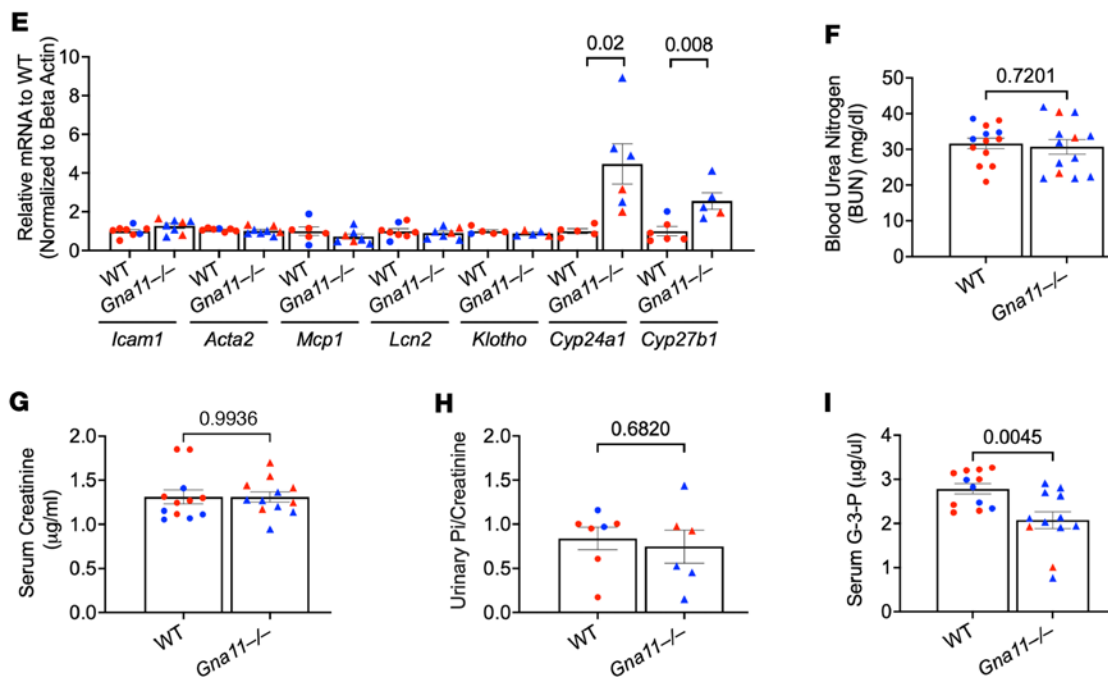 E
Relative mRNA to WT
(Normalized to Beta Actin)
10
8
6
4
2
0
0.02
0.008
WT
Gna11–/–
WT
Gna11–/–
WT
Gna11–/–
WT
Gna11–/–
WT
Gna11–/–
WT
Gna11–/–
WT
Gna11–/–
Icam1
Acta2
Mcp1
Lcn2
Klotho
Cyp24a1
Cyp27b1
F
Blood Urea Nitrogen
(BUN) (mg/dl)
50
40
30
20
10
0
0.7201
WT
Gna11–/–
G
Serum Creatinine
(μg/ml)
2.0
1.5
1.0
0.5
0.0
0.9936
WT
Gna11–/–
H
Urinary Pi/Creatinine
2.0
1.5
1.0
0.5
0.0
0.6820
WT
Gna11–/–
I
Serum G-3-P (μg/ul)
4
3
2
1
0
0.0045
WT
Gna11–/–